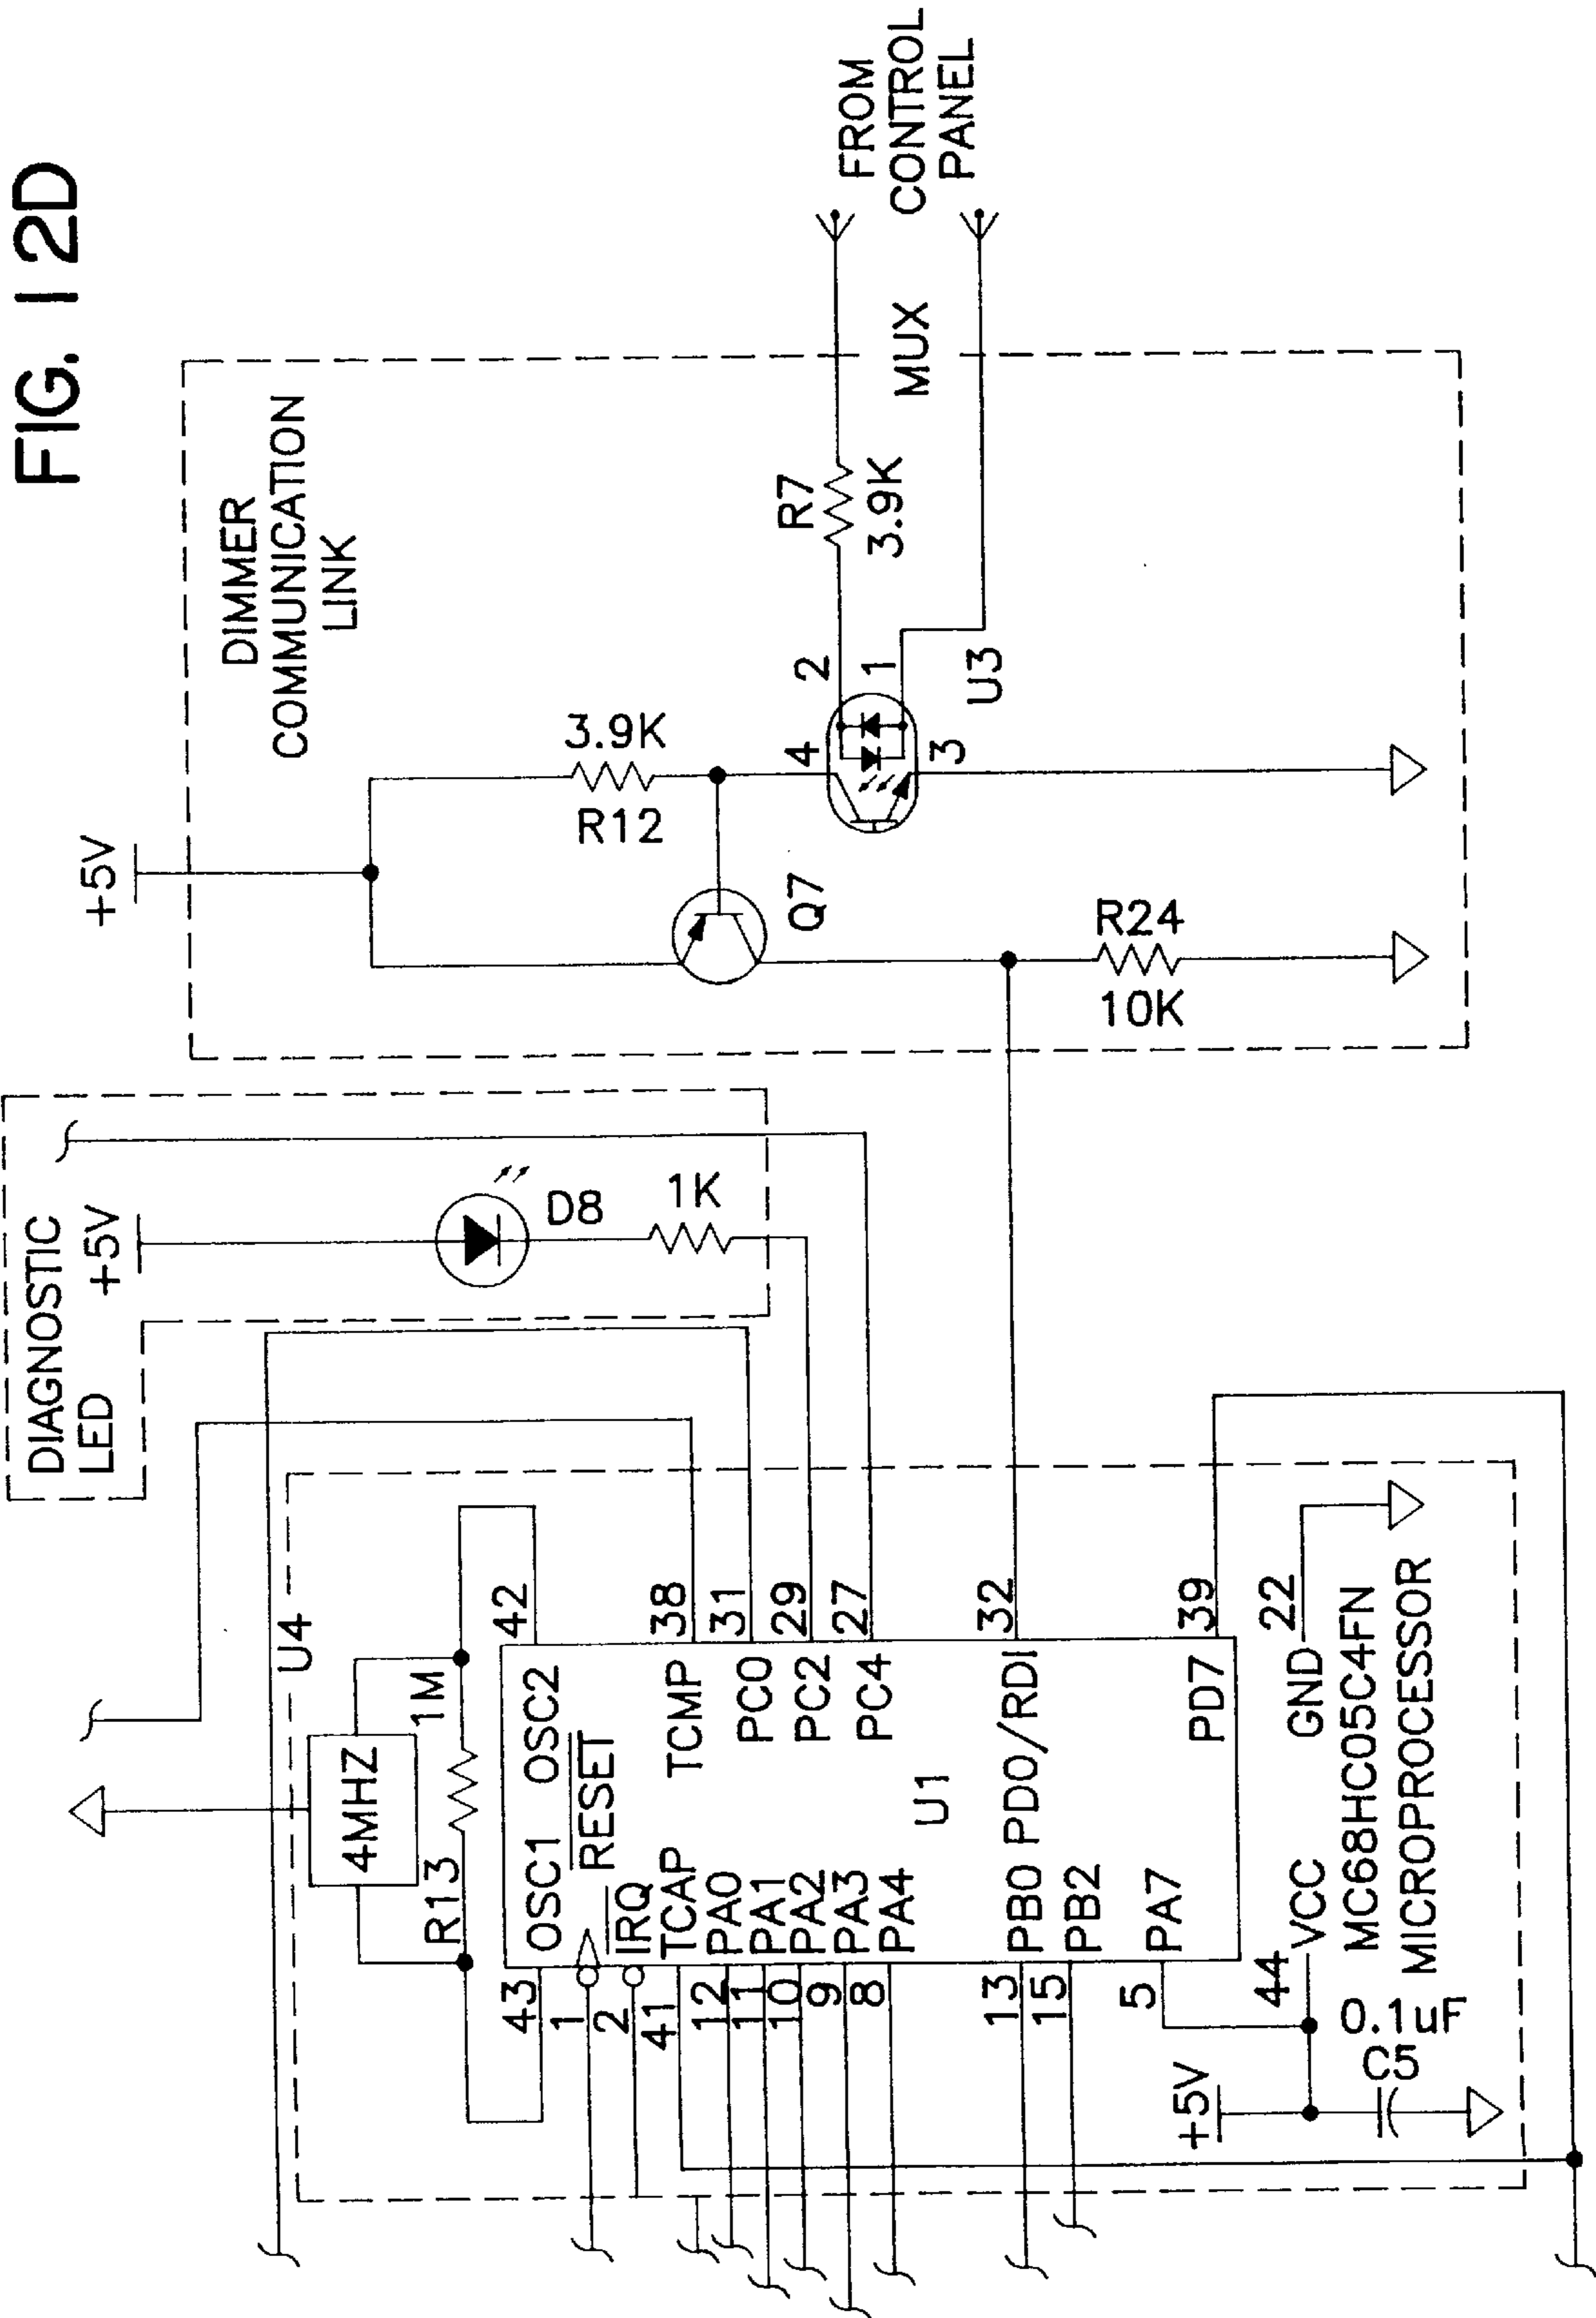 FIG. 12D
DIAGNOSTIC
LED
+5V
D8
1K
+5V
DIMMER
COMMUNICATION
LINK
3.9K
R12
Q7
4
3
2
1
U3
R7
3.9K
MUX
FROM
CONTROL
PANEL
R24
10K
U4
4MHZ
R13
1M
43
OSC1
OSC2
42
1
RESET
2
IRQ
41
TCAP
TCMP
38
12
PA0
PC0
31
11
PA1
10
PA2
PC2
29
9
PA3
8
PA4
PC4
27
U1
13
PB0
PD0/RDI
32
15
PB2
5
PA7
PD7
39
44
VCC
GND
22
+5V
0.1uF
C5
MC68HC05C4FN
MICROPROCESSOR